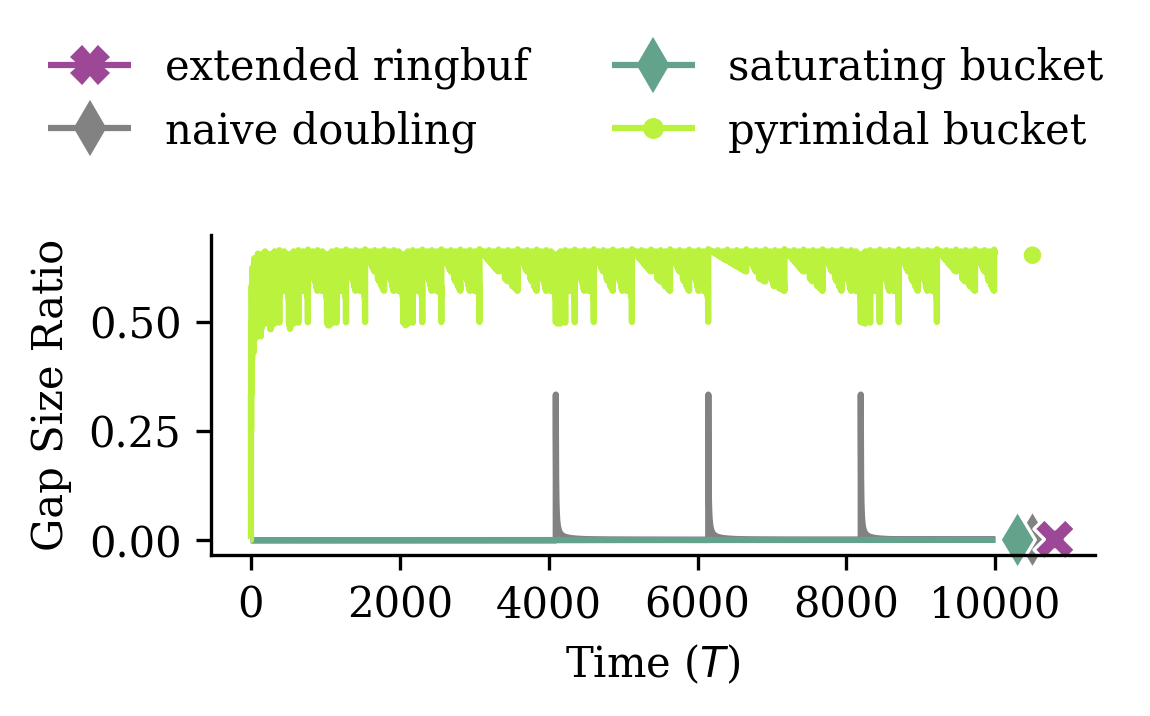 extended ringbuf
saturating bucket
naive doubling
pyrimidal bucket
Gap Size Ratio
0.50
0.25
0.00
0 2000 4000 6000 8000 10000
Time (T)